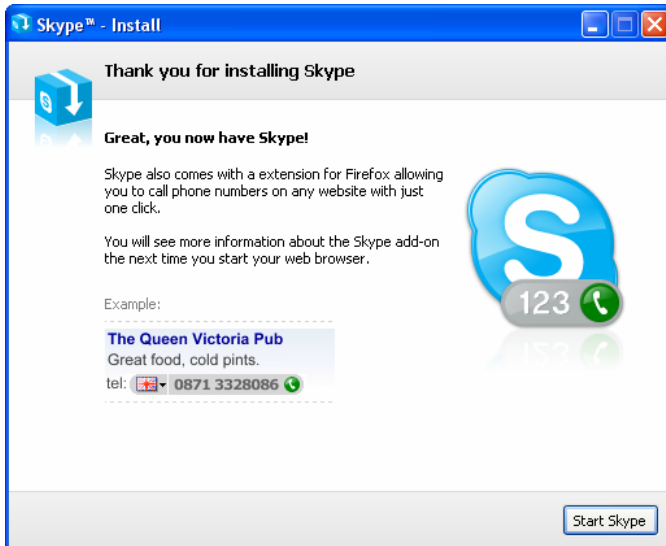 Skype™ - Install
Thank you for installing Skype
Great, you now have Skype!
Skype also comes with a extension for Firefox allowing
you to call phone numbers on any website with just
one click.
You will see more information about the Skype add-on
the next time you start your web browser.
Example:
The Queen Victoria Pub
Great food, cold pints.
tel: 0871 3328086
S
123
S
Start Skype